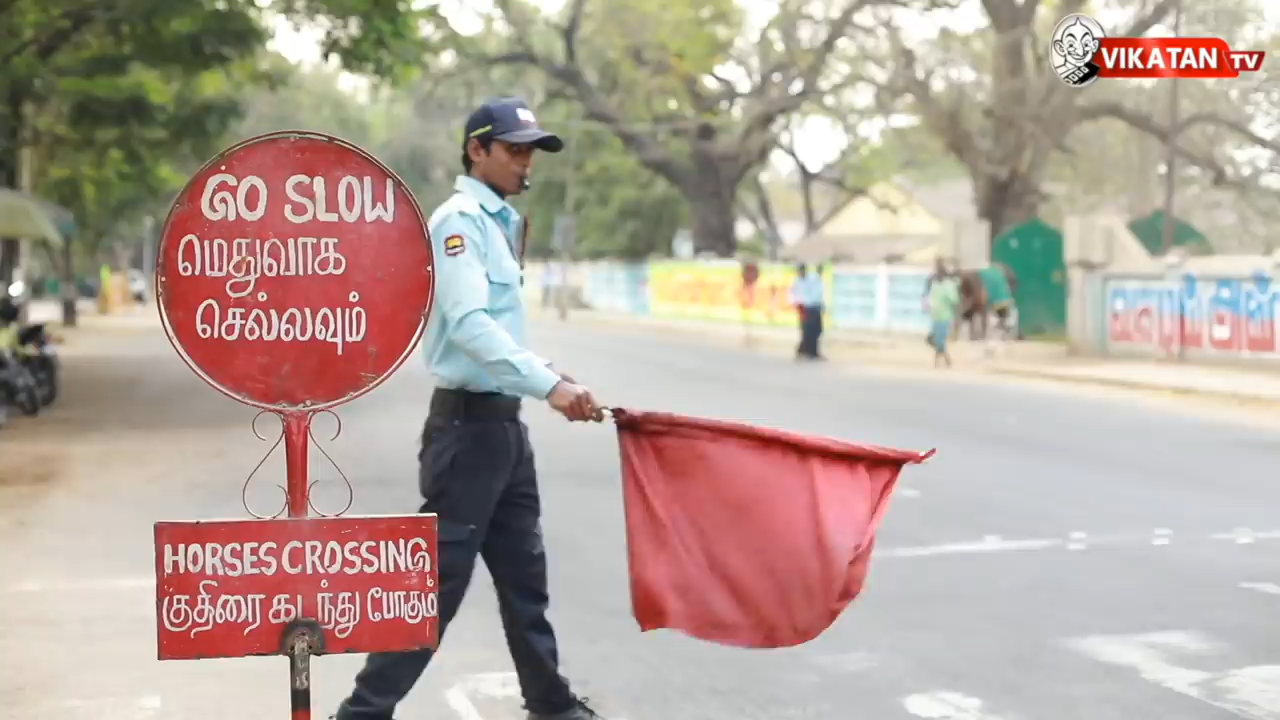 VIKATAN TV
GO SLOW
மெதுவாக
செல்லவும்
HORSES CROSSING
குதிரை கடந்து போகும்